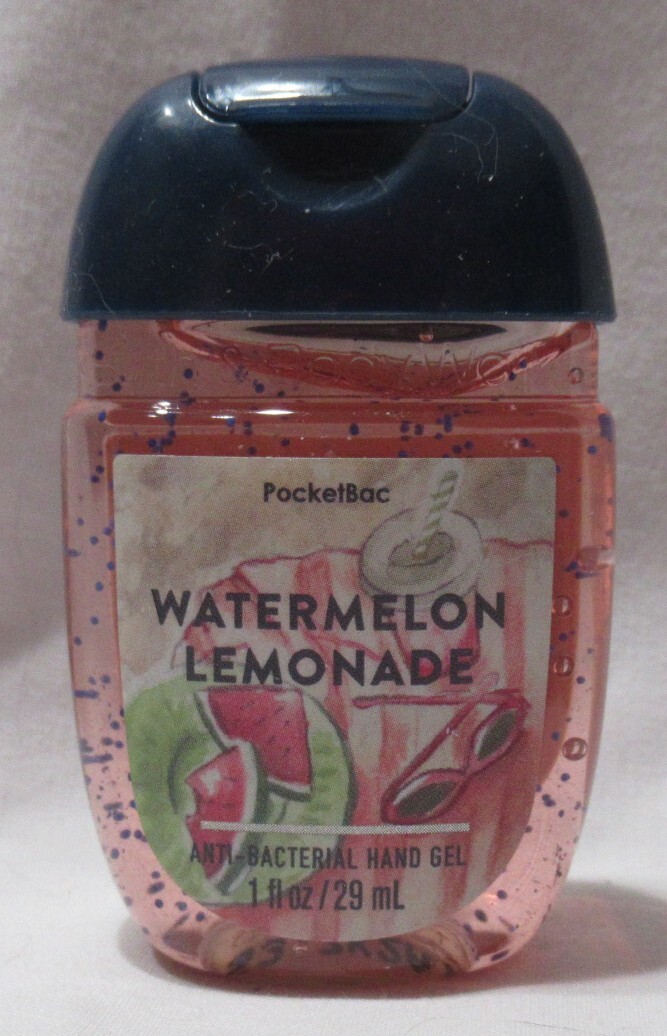 PocketBac
WATERMELON
LEMONADE
ANTI-BACTERIAL HAND GEL
1 fl oz / 29 mL